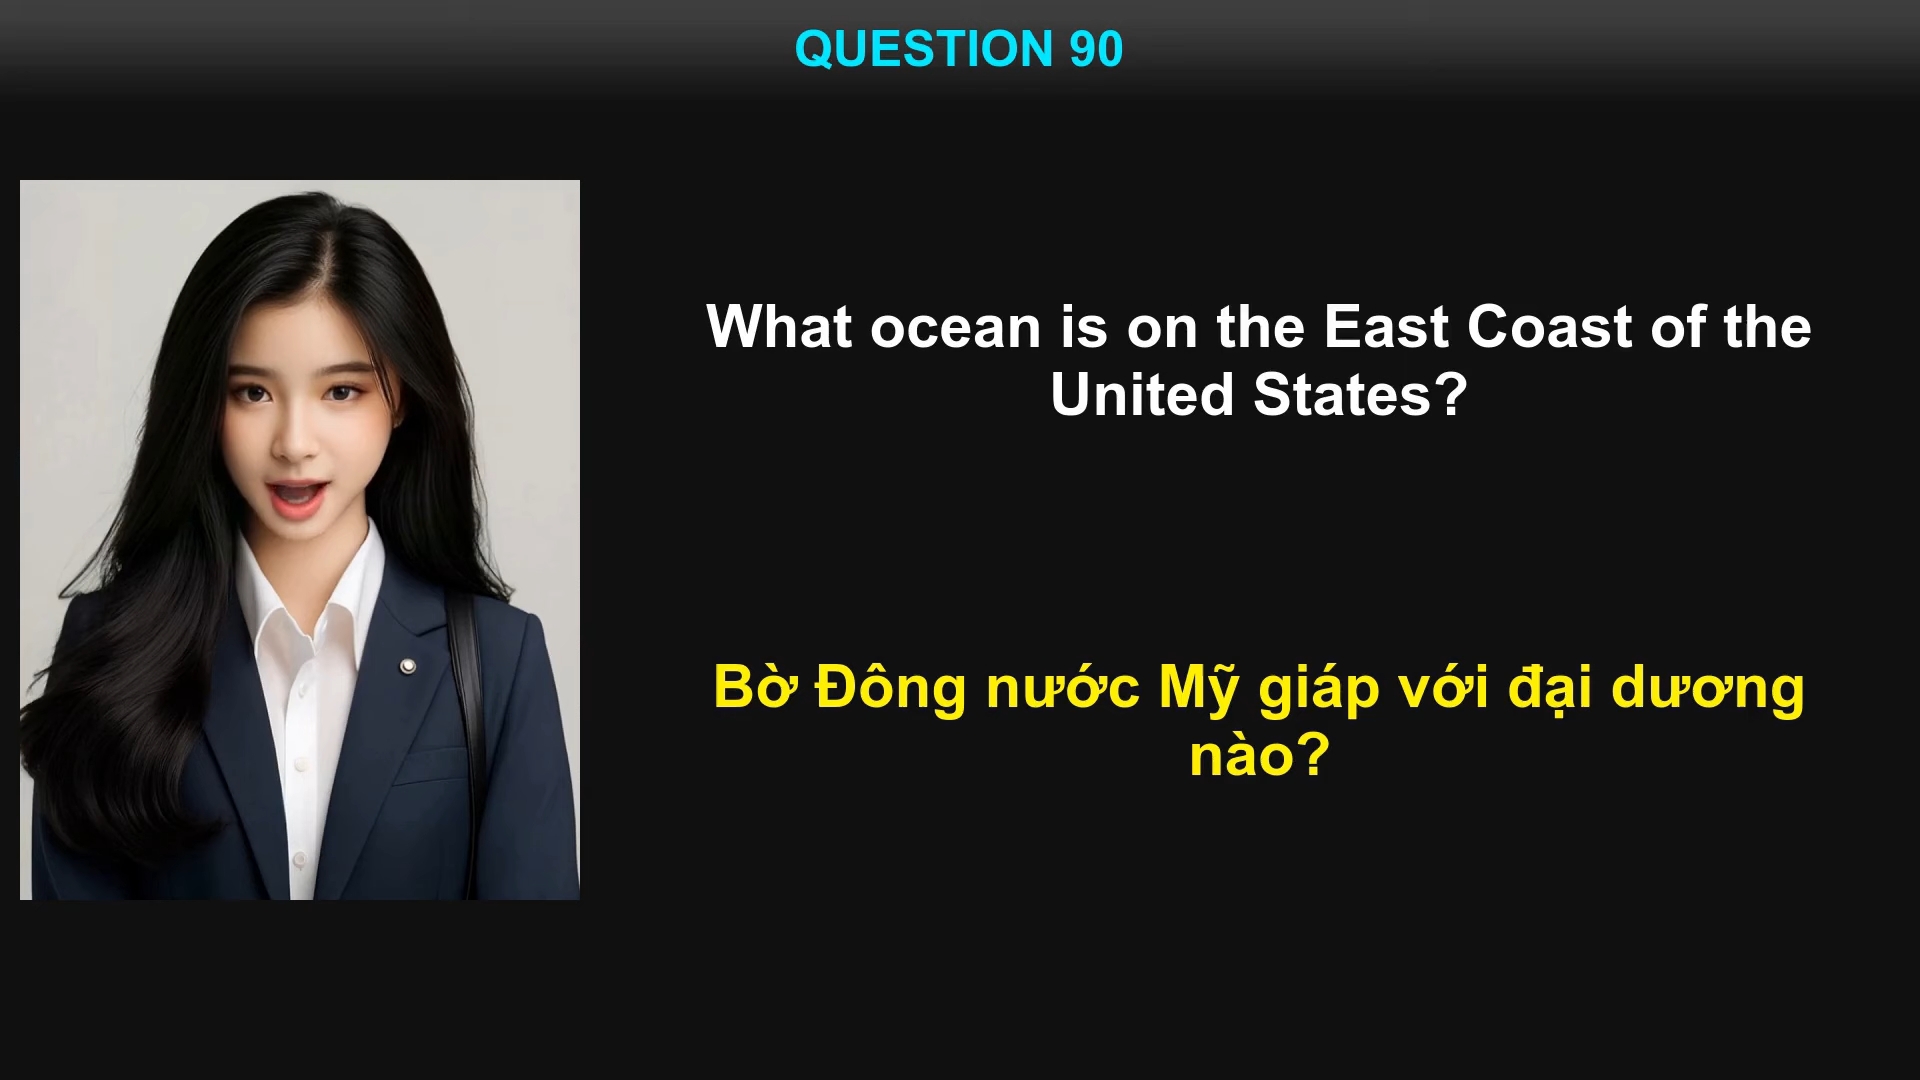 QUESTION 90
What ocean is on the East Coast of the
United States?
Bờ Đông nước Mỹ giáp với đại dương
nào?